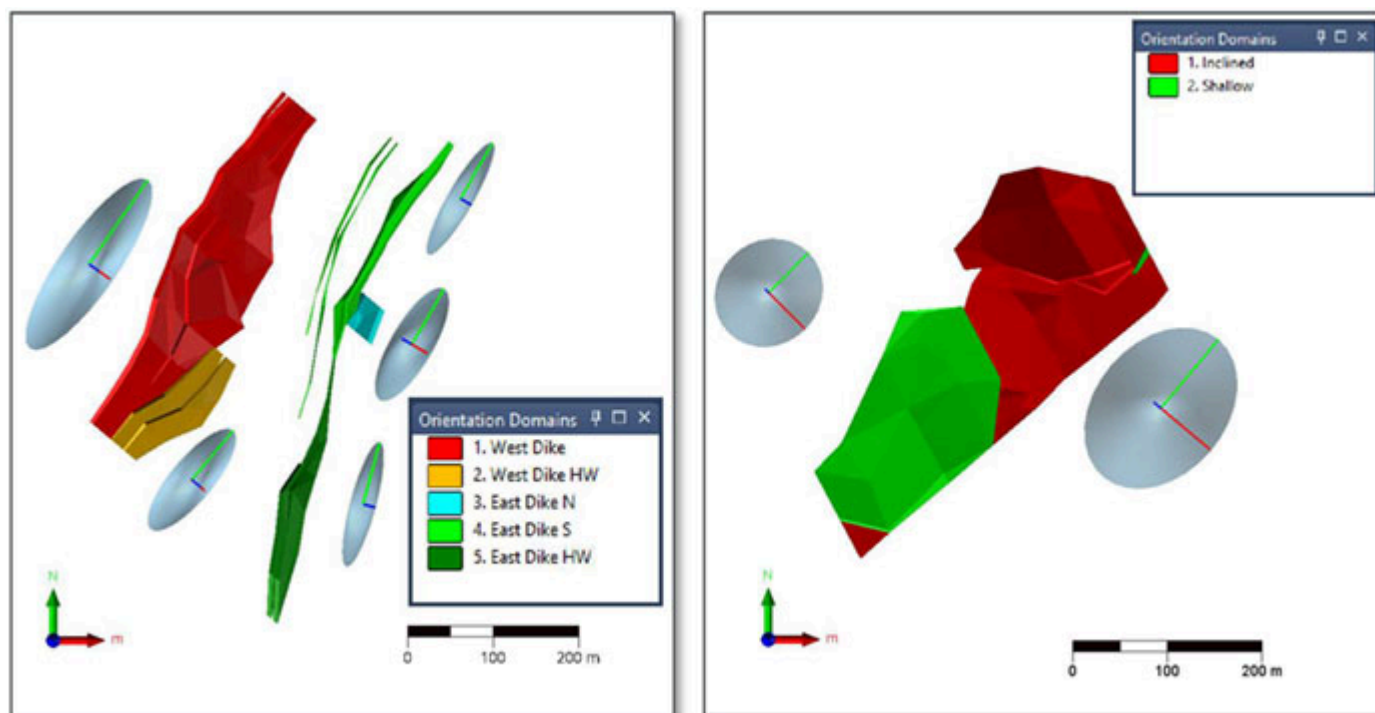 Orientation Domains
1. West Dike
2. West Dike HW
3. East Dike N
4. East Dike S
5. East Dike HW
N
m
0 100 200 m
Orientation Domains
1. Inclined
2. Shallow
N
m
0 100 200 m